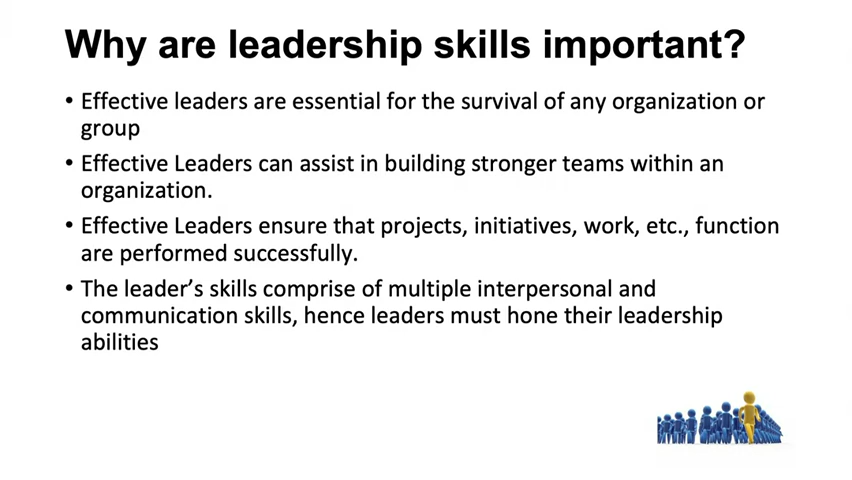 Why are leadership skills important?
• Effective leaders are essential for the survival of any organization or
group
• Effective Leaders can assist in building stronger teams within an
organization.
• Effective Leaders ensure that projects, initiatives, work, etc., function
are performed successfully.
• The leader’s skills comprise of multiple interpersonal and
communication skills, hence leaders must hone their leadership
abilities